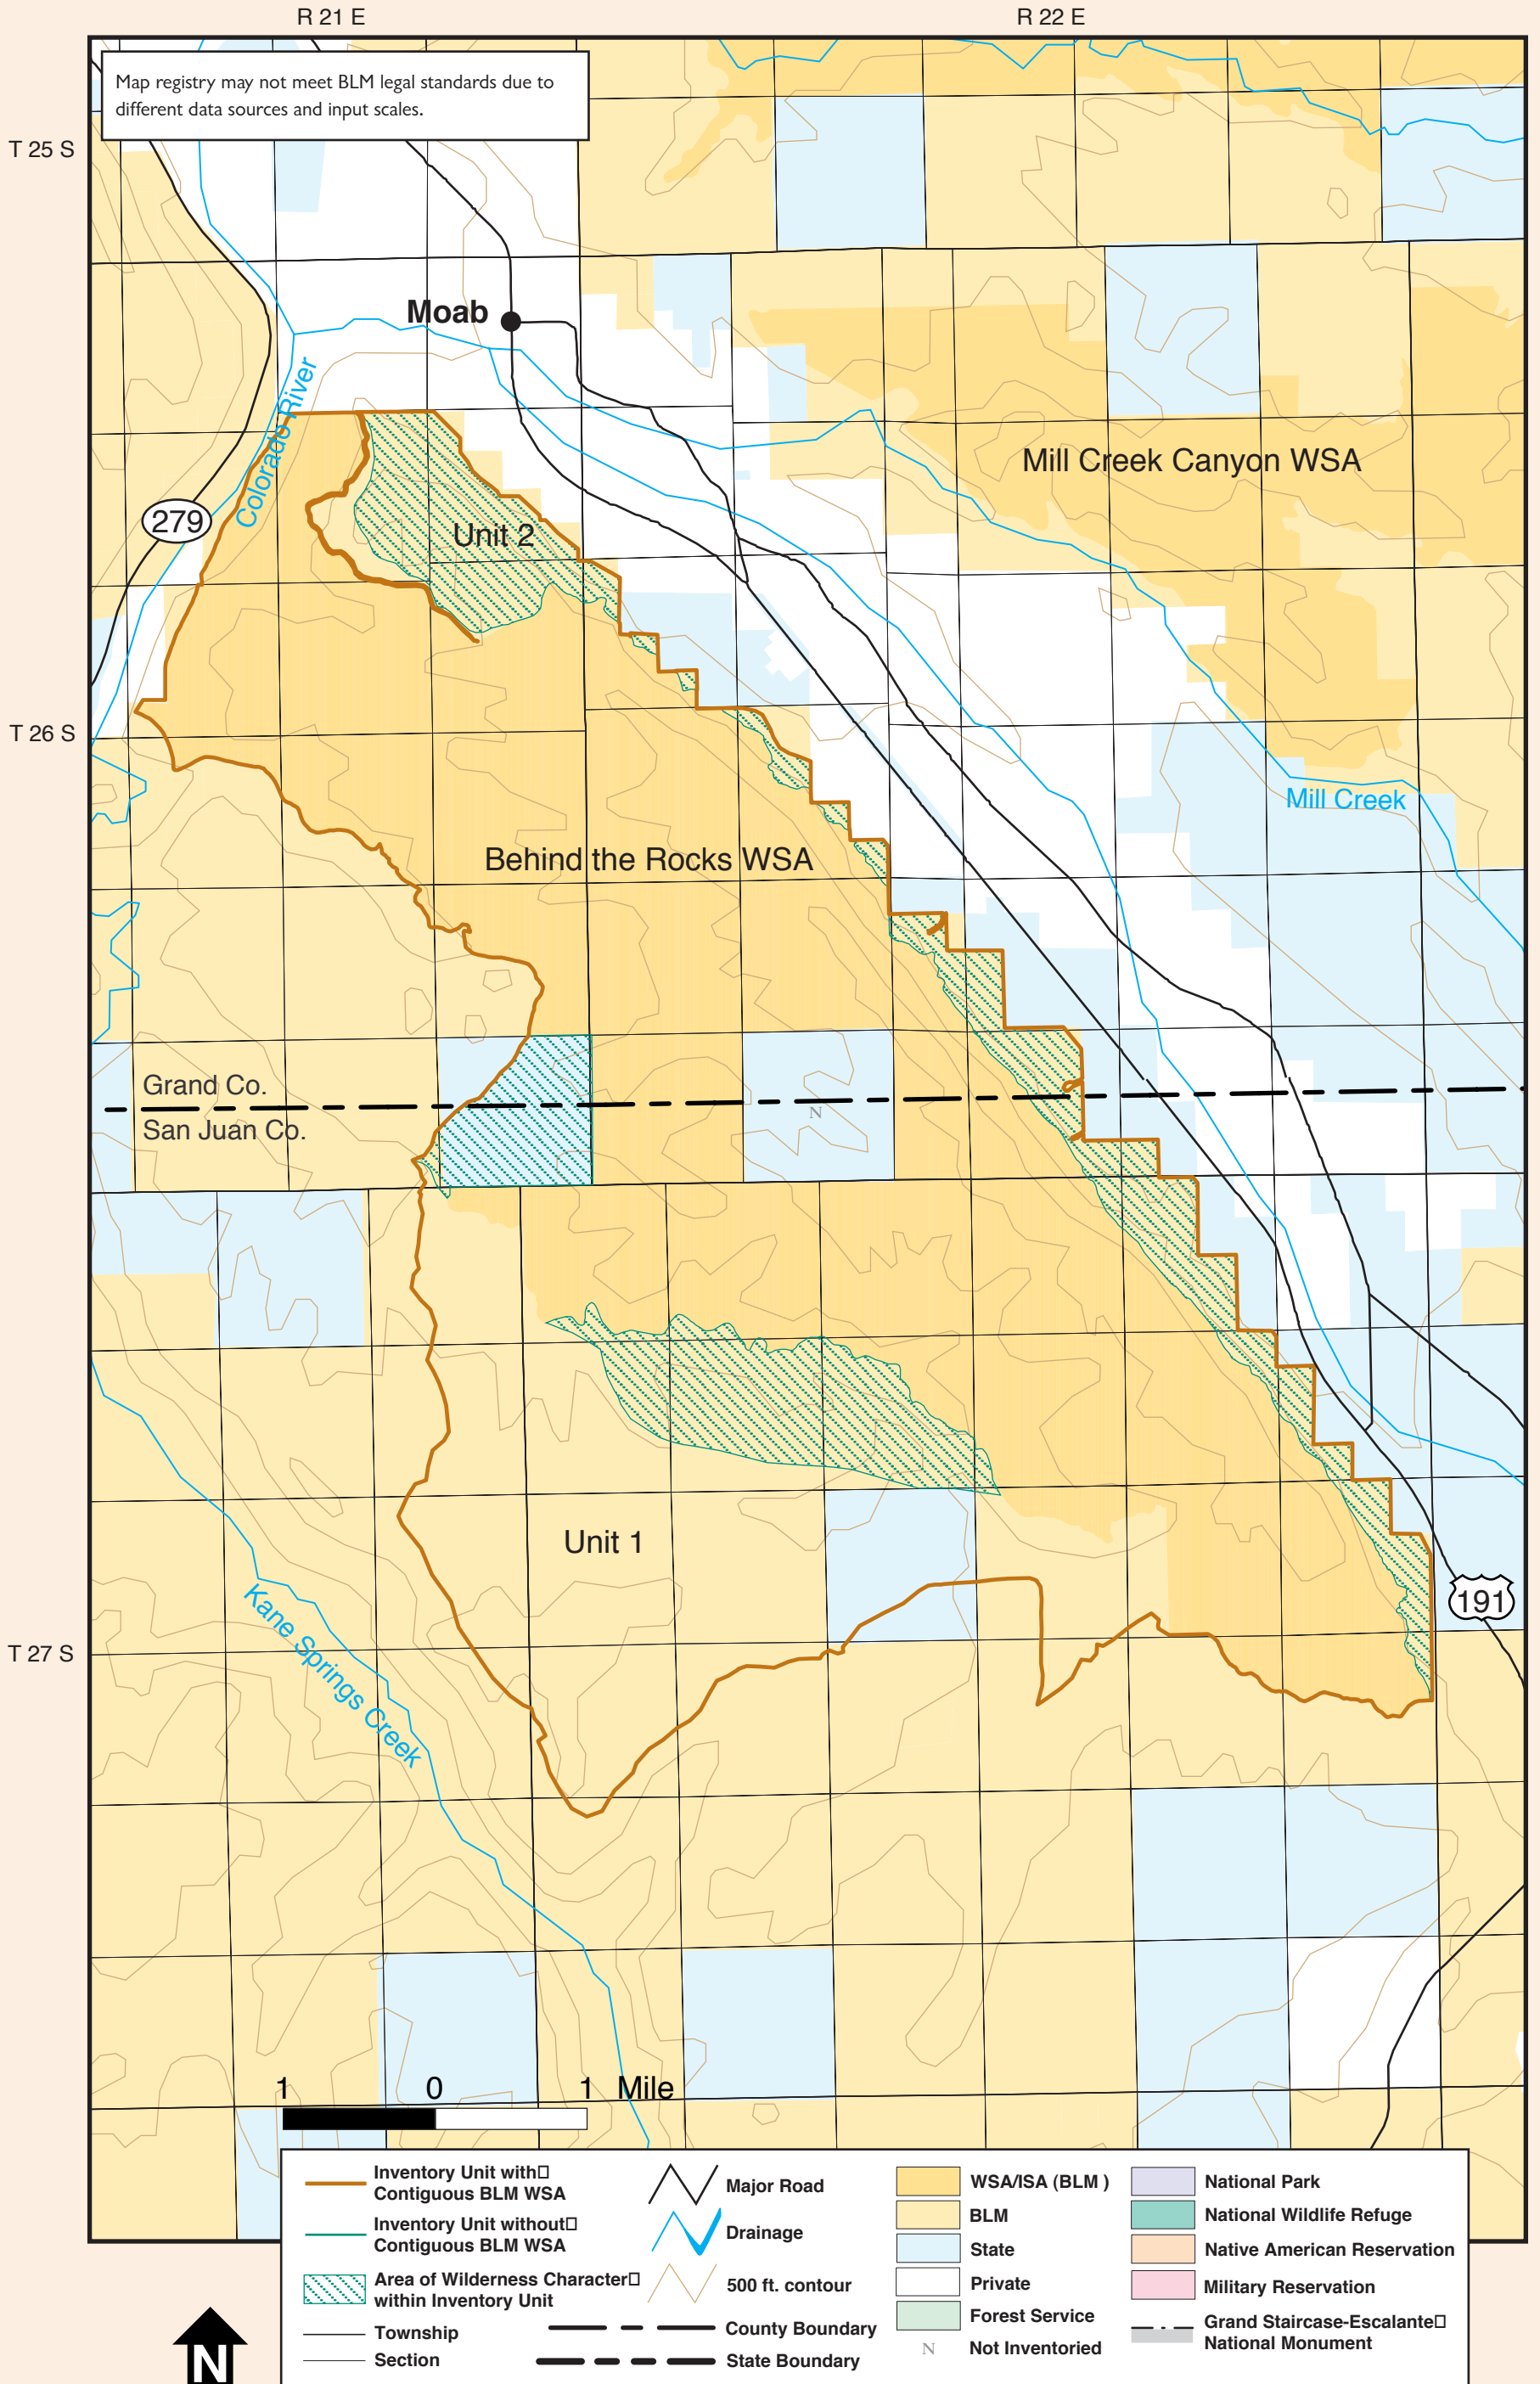 R 21 E
R 22 E
Map registry may not meet BLM legal standards due to
different data sources and input scales.
T 25 S
Moab
Colorado River
Mill Creek Canyon WSA
279
Unit 2
T 26 S
Mill Creek
Behind the Rocks WSA
Grand Co.
San Juan Co.
N
Unit 1
191
Kane Springs Creek
T 27 S
1 0 1 Mile
Inventory Unit with□
Contiguous BLM WSA
Inventory Unit without□
Contiguous BLM WSA
Area of Wilderness Character□
within Inventory Unit
Township
Section
Major Road
Drainage
500 ft. contour
County Boundary
State Boundary
WSA/ISA (BLM )
BLM
State
Private
Forest Service
N Not Inventoried
National Park
National Wildlife Refuge
Native American Reservation
Military Reservation
Grand Staircase-Escalante□
National Monument
N